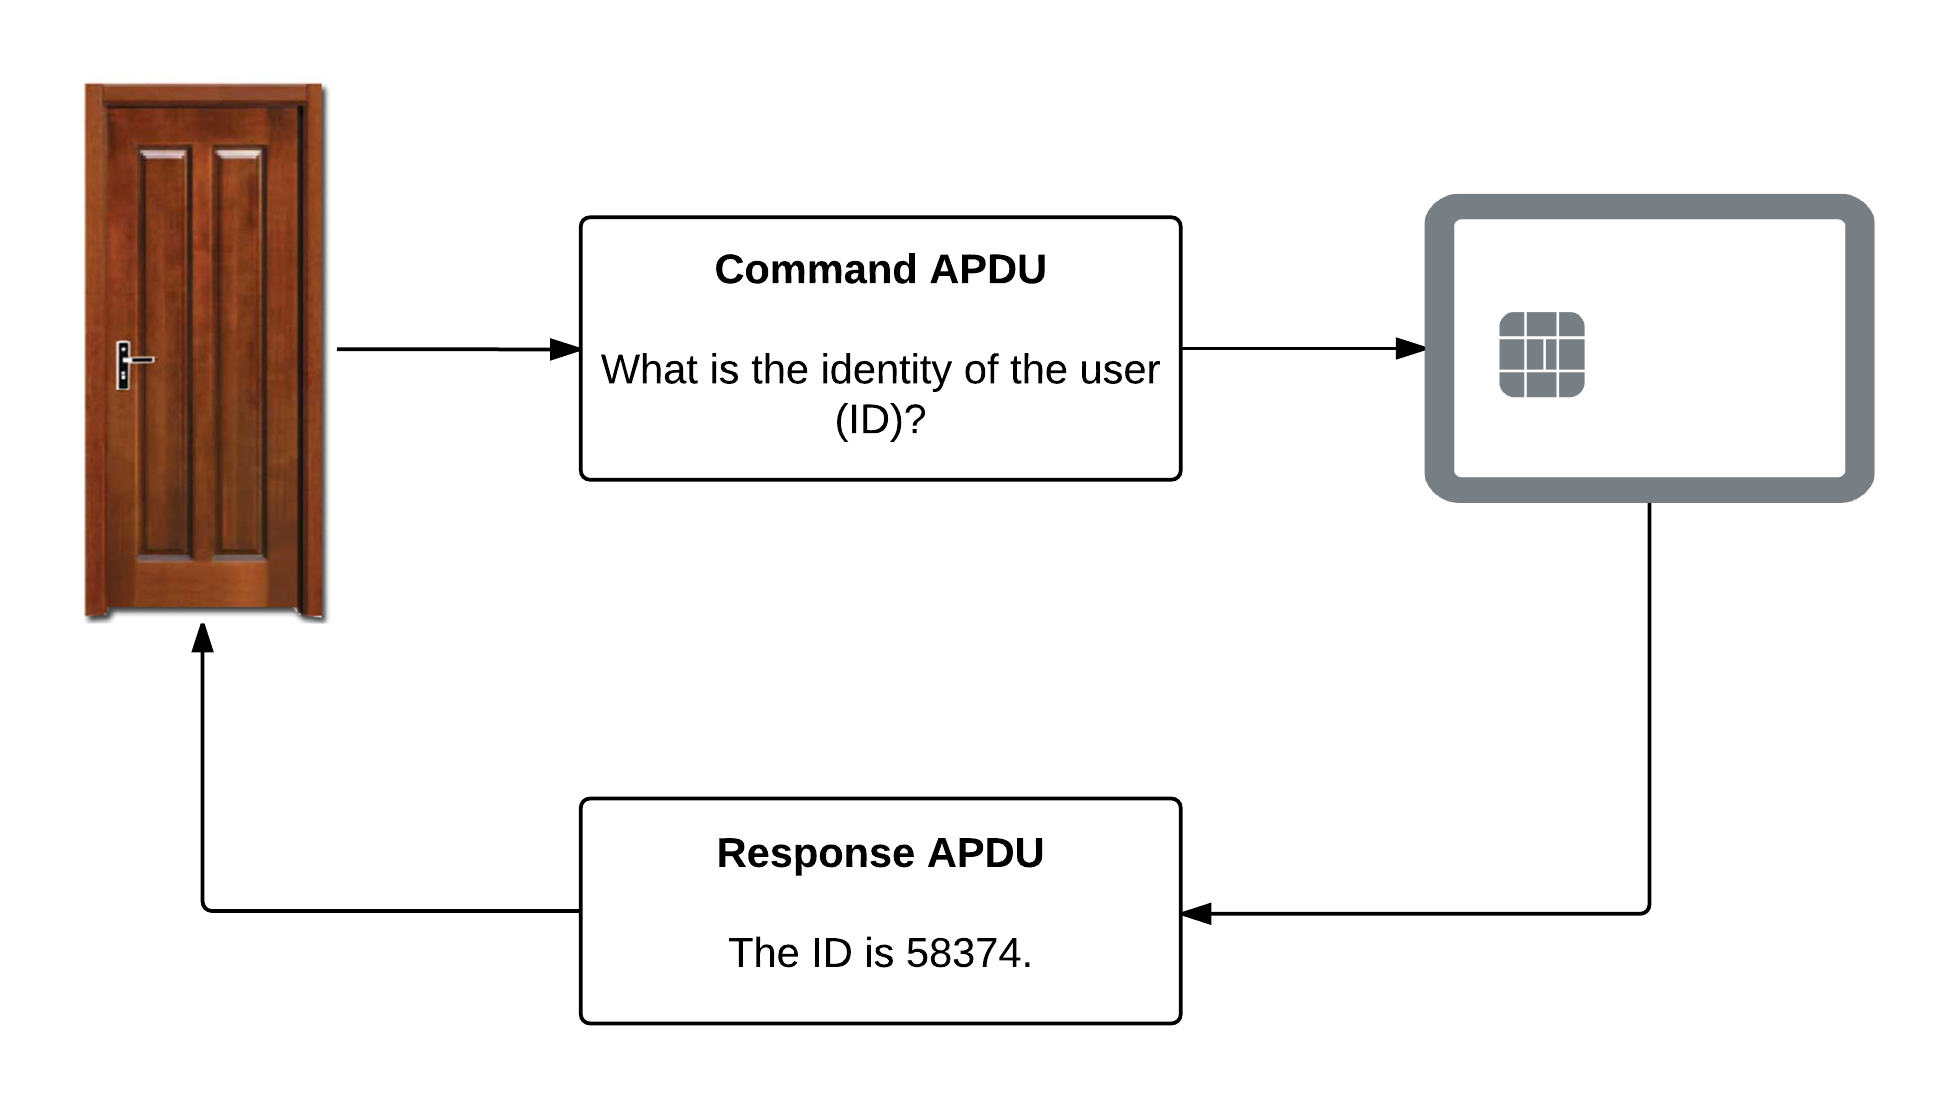 Command APDU
What is the identity of the user
(ID)?
Response APDU
The ID is 58374.